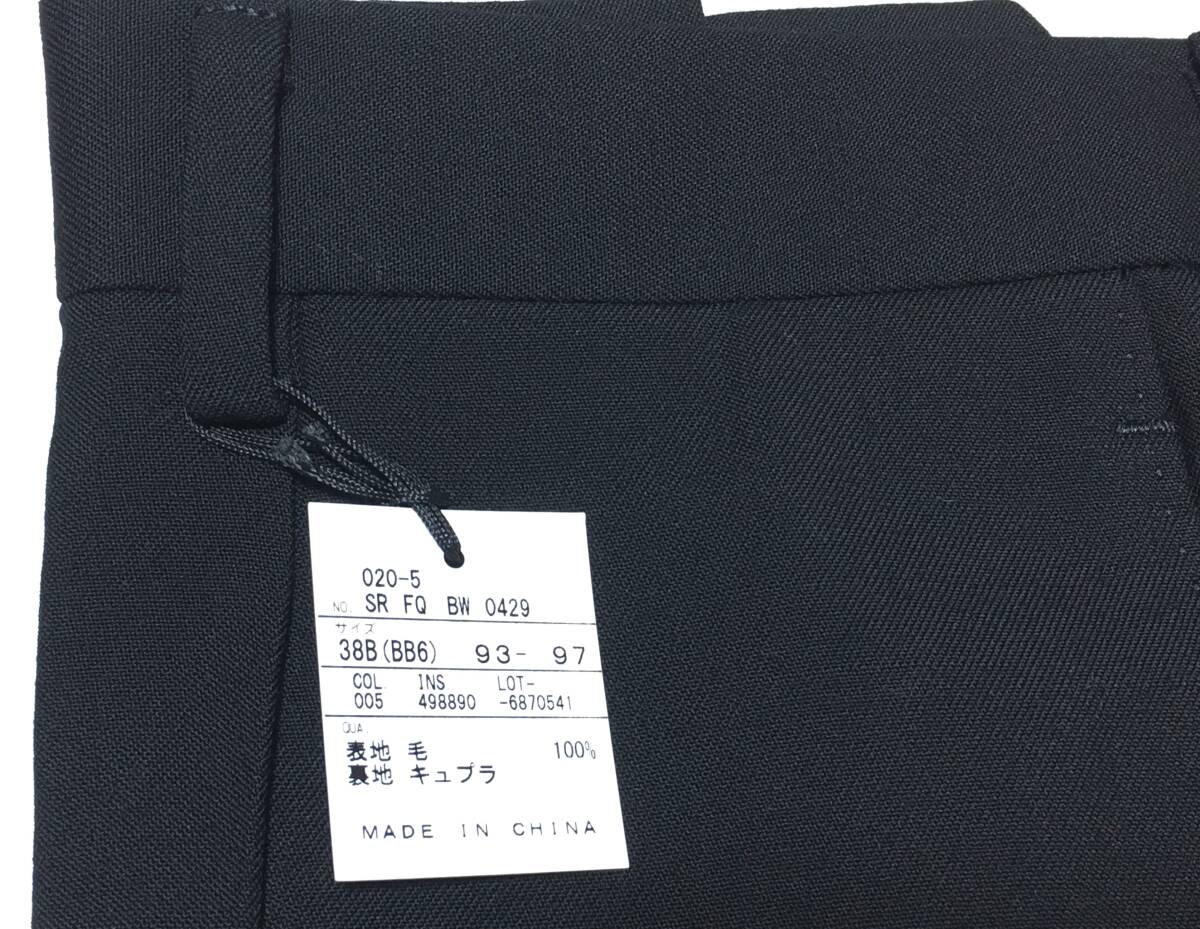 020-5
NO. SR FQ BW 0429
サイズ
38B(BB6) 93- 97
COL. INS LOT-
005 498890 -6870541
QUA.
表地 毛 100%
裏地 キュプラ
MADE IN CHINA